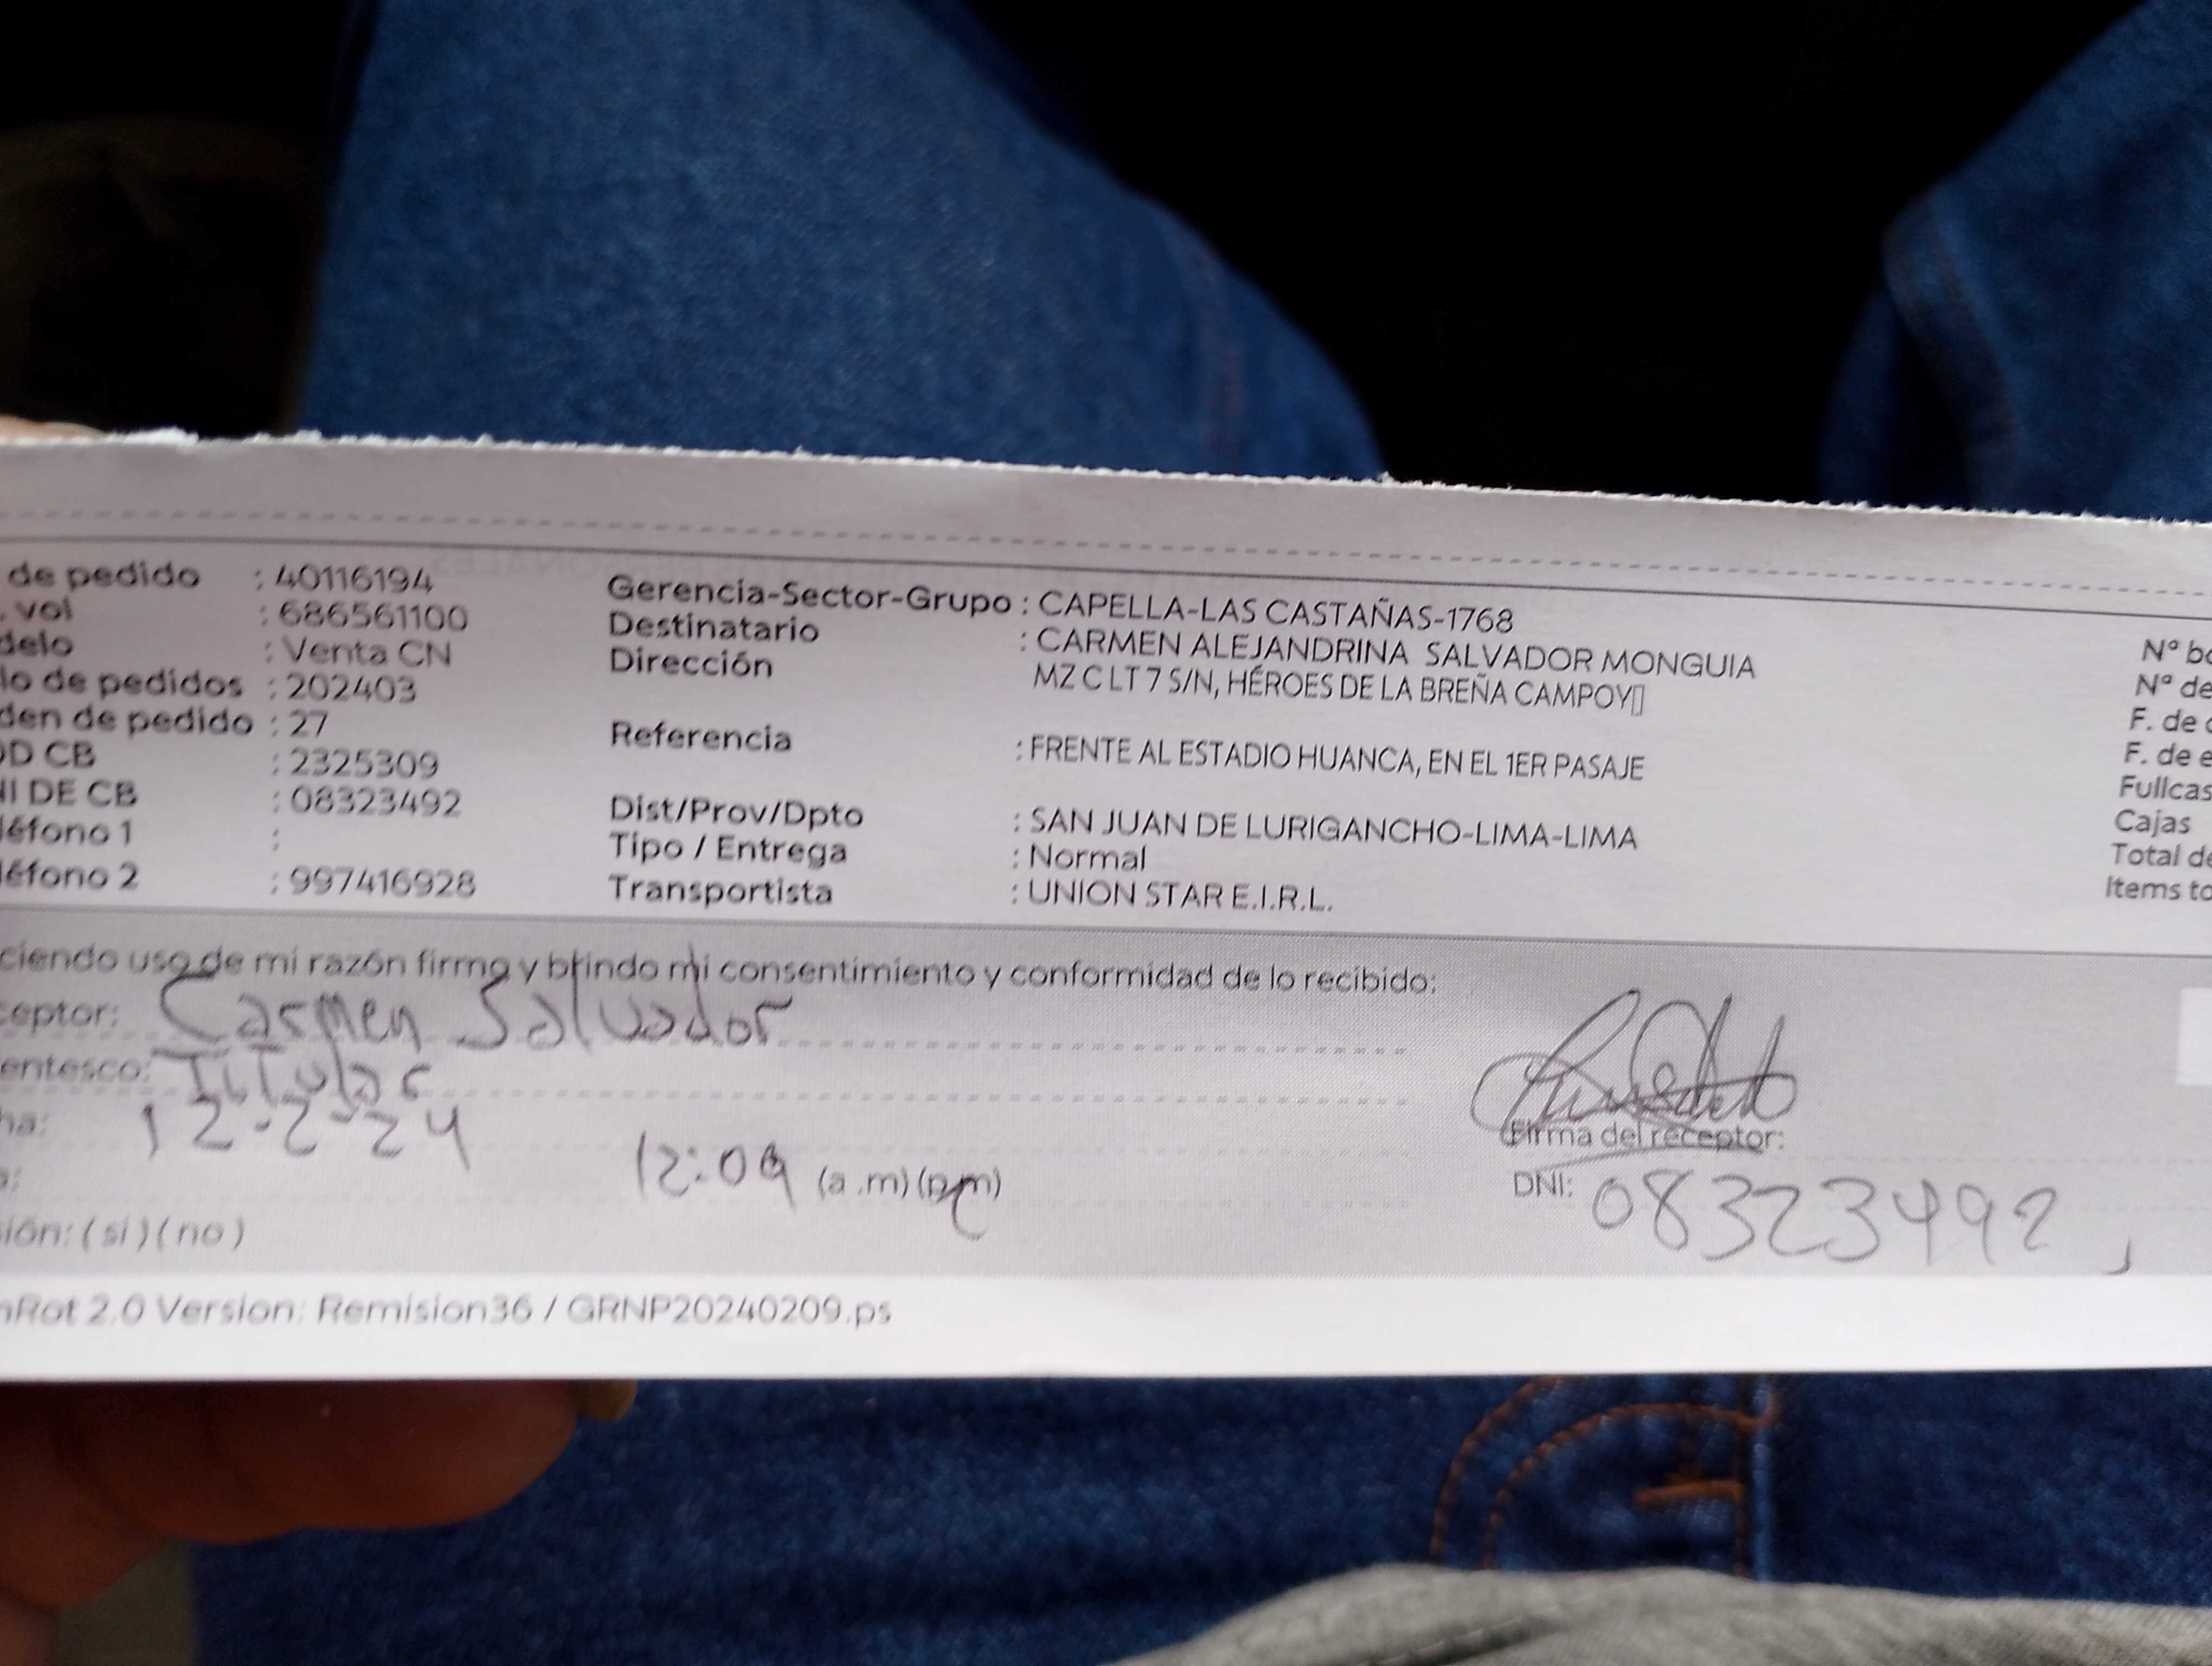 de pedido : 40116194
. vol : 686561100
delo : Venta CN
io de pedidos : 202403
den de pedido : 27
OD CB : 2325309
NI DE CB : 08323492
léfono 1 :
léfono 2 : 997416928
Gerencia-Sector-Grupo : CAPELLA-LAS CASTAÑAS-1768
Destinatario : CARMEN ALEJANDRINA SALVADOR MONGUIA
Dirección MZ C LT 7 S/N, HÉROES DE LA BREÑA CAMPOY▯
Referencia : FRENTE AL ESTADIO HUANCA, EN EL 1ER PASAJE
Dist/Prov/Dpto : SAN JUAN DE LURIGANCHO-LIMA-LIMA
Tipo / Entrega : Normal
Transportista : UNION STAR E.I.R.L.
Nº bo
Nº de
F. de c
F. de e
Fullcas
Cajas
Total de
Items to
ciendo uso de mi razón firmo y brindo mi consentimiento y conformidad de lo recibido:
ceptor: Carmen Salvador
entesco: Titular
ha: 12-2-24
a: 12:09 (a .m) (p.m)
Firma del receptor:
DNI: 08323492
sión: ( si ) ( no )
nRot 2.0 Version: Remision36 / GRNP20240209.ps